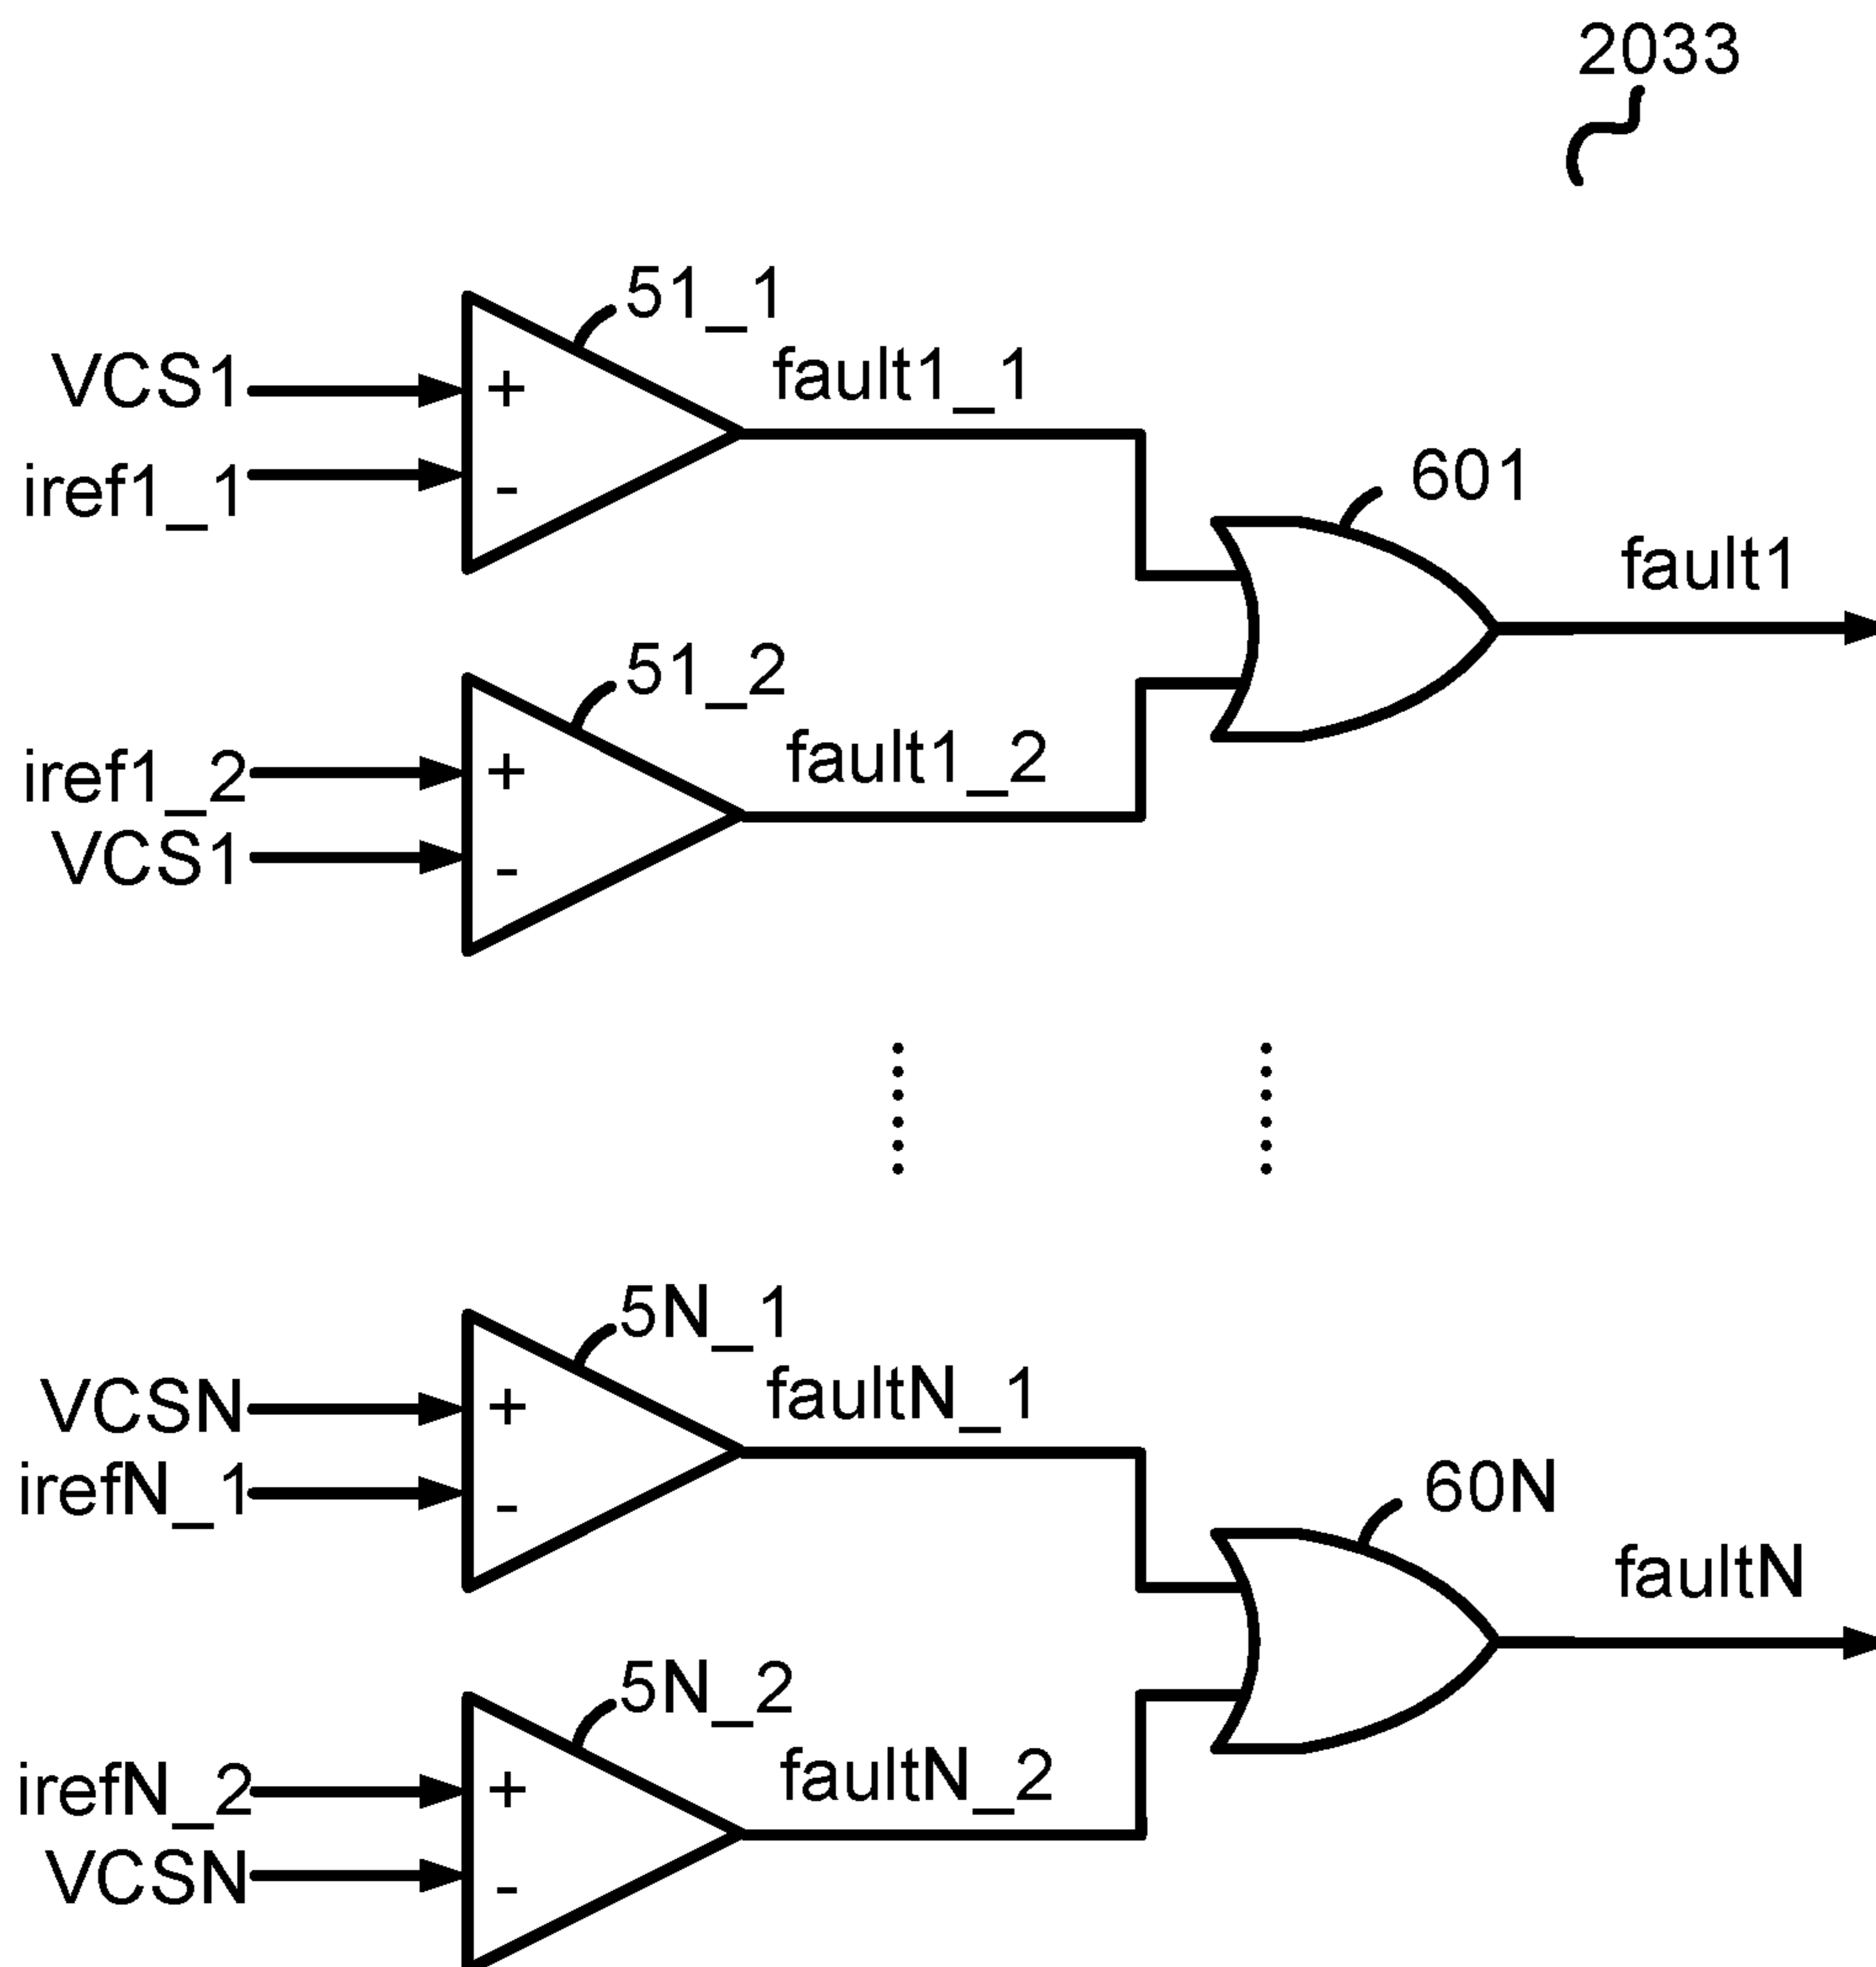 2033
51_1
VCS1
+
fault1_1
iref1_1
-
601
fault1
51_2
iref1_2
+
fault1_2
VCS1
-
5N_1
VCSN
+
faultN_1
irefN_1
-
60N
faultN
5N_2
irefN_2
+
faultN_2
VCSN
-